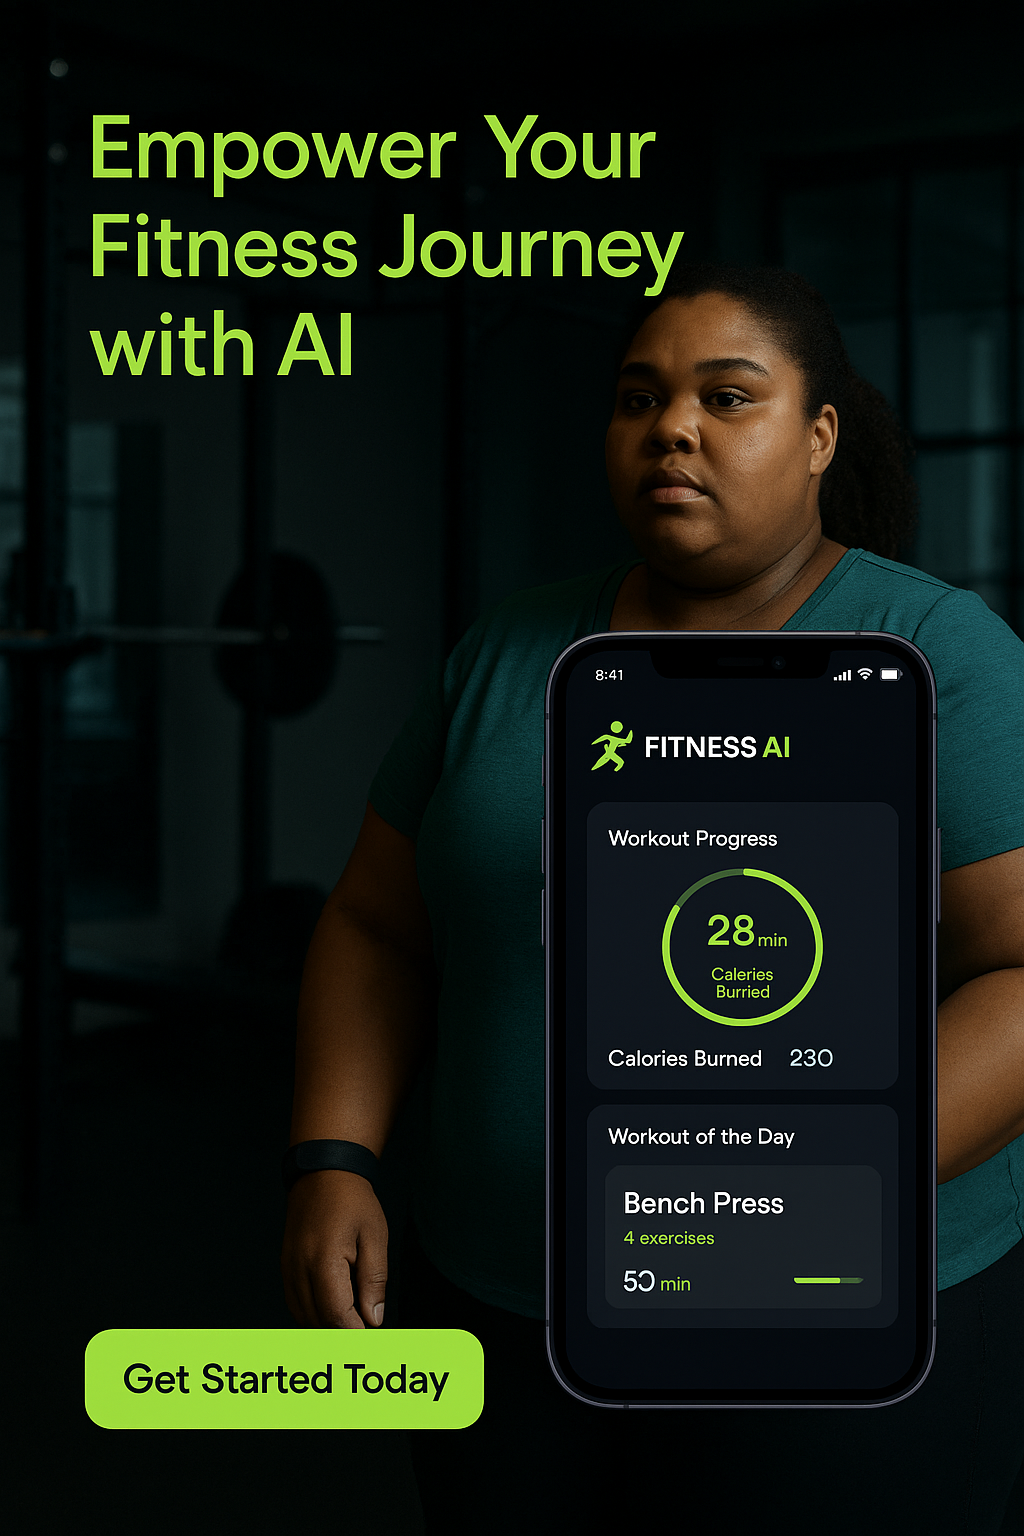 Empower Your
Fitness Journey
with AI
8:41
FITNESS AI
Workout Progress
28 min
Caleries
Burried
Calories Burned 230
Workout of the Day
Bench Press
4 exercises
50 min
Get Started Today